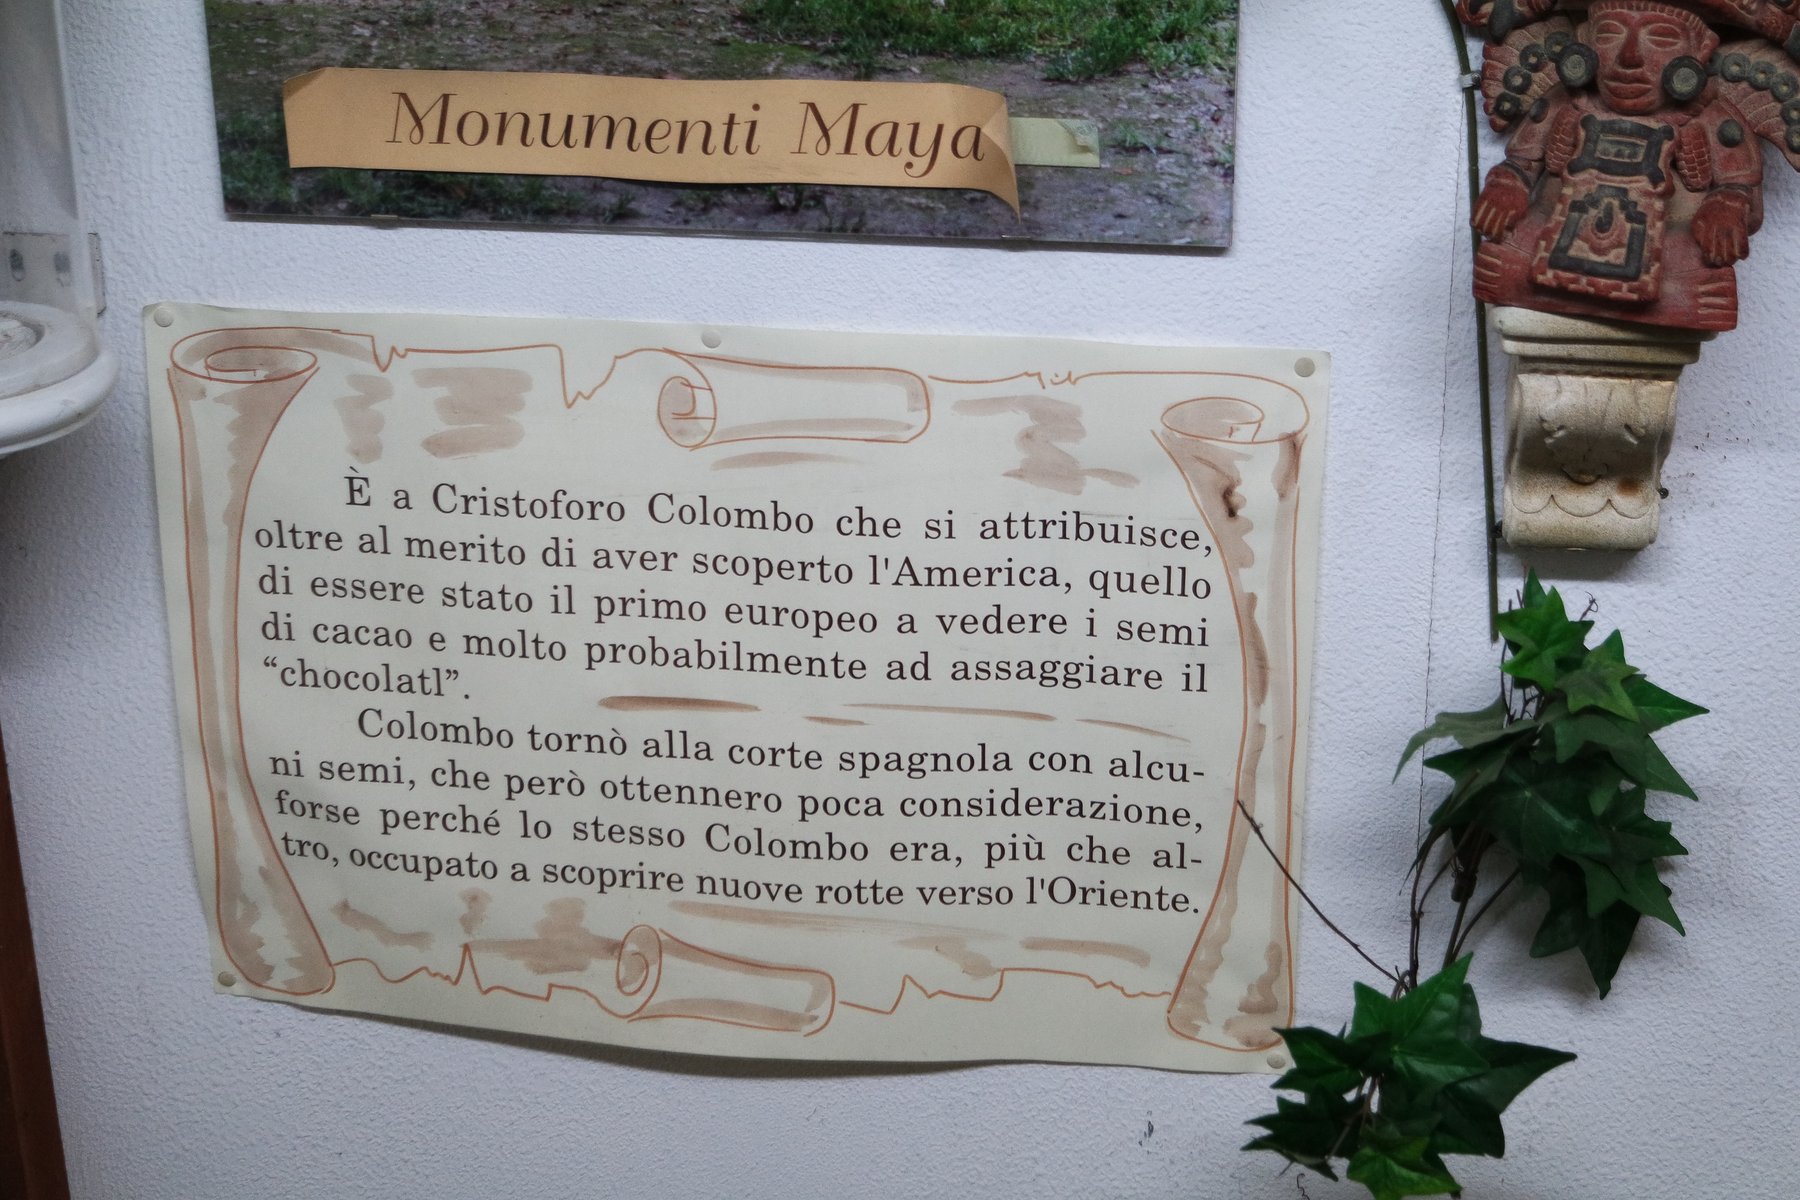 Monumenti Maya
È a Cristoforo Colombo che si attribuisce,
oltre al merito di aver scoperto l'America, quello
di essere stato il primo europeo a vedere i semi
di cacao e molto probabilmente ad assaggiare il
“chocolatl”.
Colombo tornò alla corte spagnola con alcu-
ni semi, che però ottennero poca considerazione,
forse perché lo stesso Colombo era, più che al-
tro, occupato a scoprire nuove rotte verso l'Oriente.